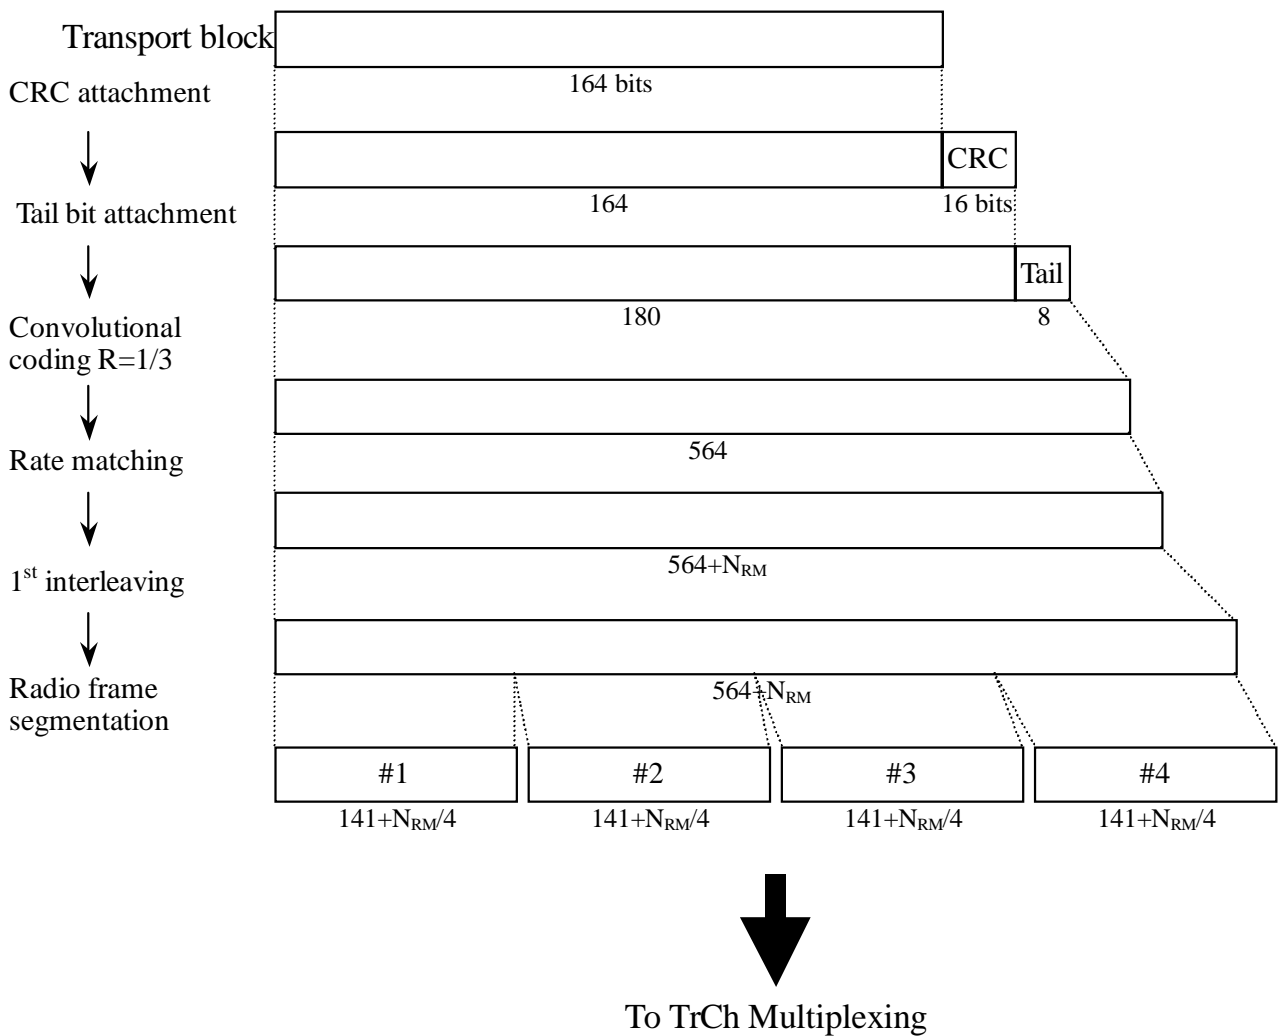 Transport block
164 bits
CRC attachment
CRC
164
16 bits
Tail bit attachment
Tail
180
8
Convolutional
coding R=1/3
564
Rate matching
564+N_RM
1st interleaving
564+N_RM
Radio frame
segmentation
#1
#2
#3
#4
141+N_RM/4
141+N_RM/4
141+N_RM/4
141+N_RM/4
To TrCh Multiplexing